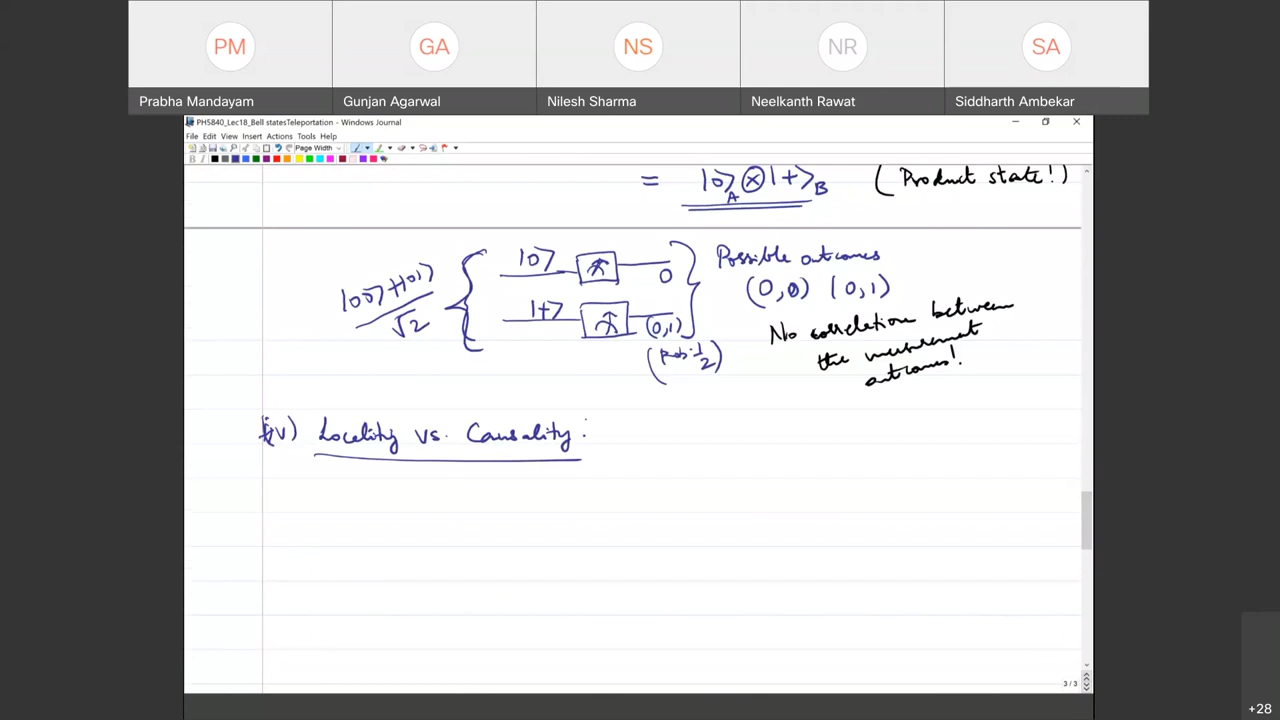 PM
GA
NS
NR
SA
Prabha Mandayam
Gunjan Agarwal
Nilesh Sharma
Neelkanth Rawat
Siddharth Ambekar
PH5840_Lec18_Bell statesTeleportation - Windows Journal
File Edit View Insert Actions Tools Help
Page Width
= |0⟩_A ⊗ |+⟩_B (Product state!)
|00⟩+|01⟩
√2
|0⟩ 0
|+⟩ (0,1)
(prob: 1/2)
Possible outcomes
(0,0) (0,1)
No correlation between
the measurement
outcomes!
(iv) Locality vs. Causality:
3 / 3
+28